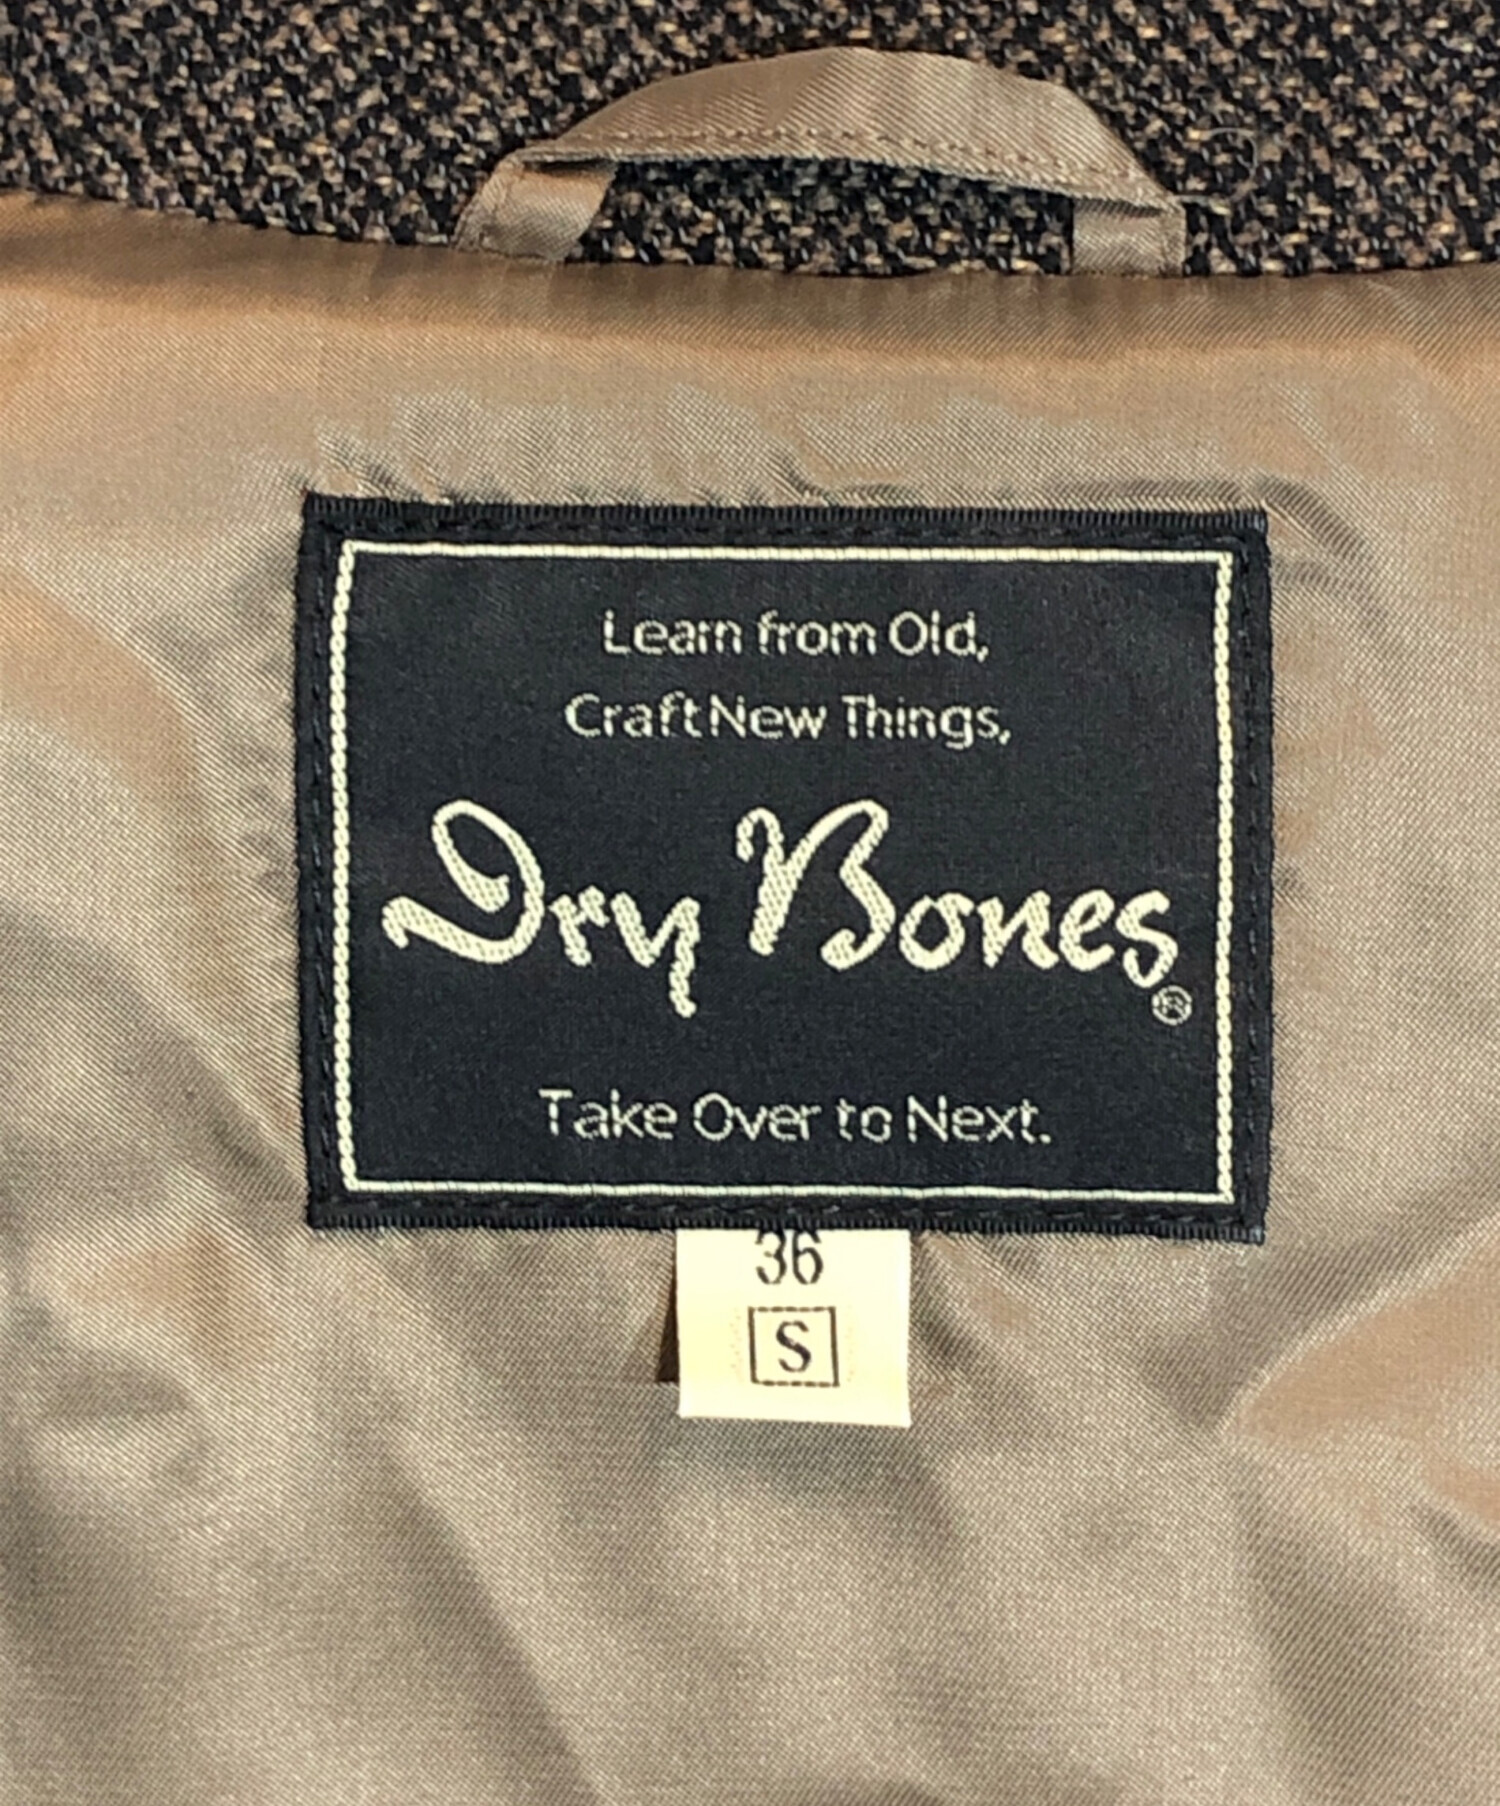 Learn from Old,
Craft New Things,
Dry Bones®
Take Over to Next.
36
S